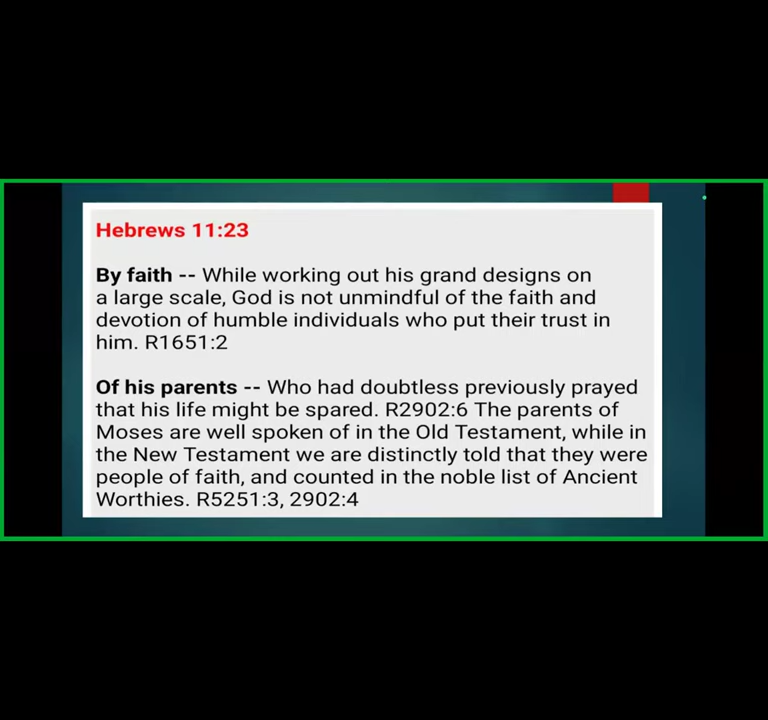 Hebrews 11:23
By faith -- While working out his grand designs on
a large scale, God is not unmindful of the faith and
devotion of humble individuals who put their trust in
him. R1651:2
Of his parents -- Who had doubtless previously prayed
that his life might be spared. R2902:6 The parents of
Moses are well spoken of in the Old Testament, while in
the New Testament we are distinctly told that they were
people of faith, and counted in the noble list of Ancient
Worthies. R5251:3, 2902:4